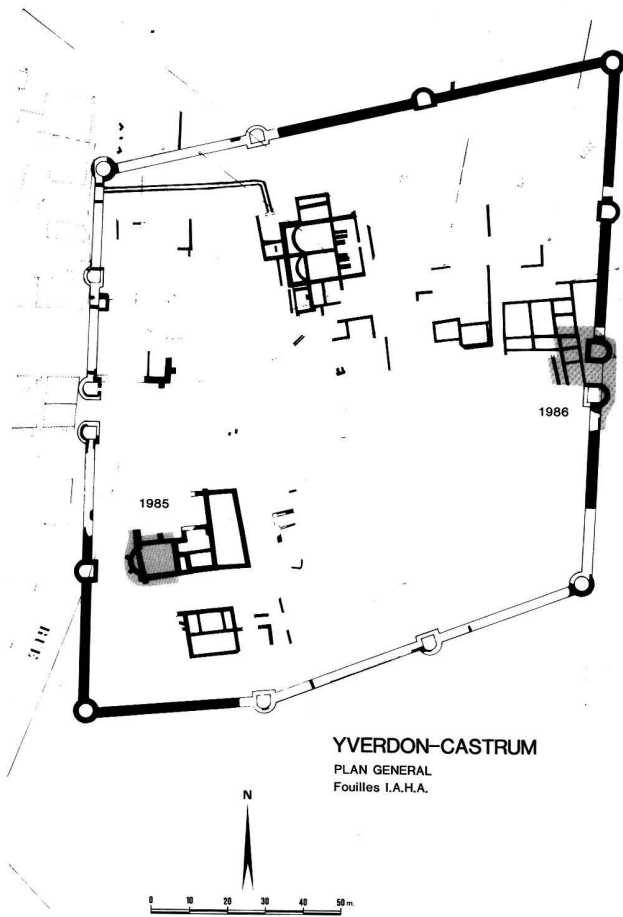 1986
1985
YVERDON-CASTRUM
PLAN GENERAL
Fouilles I.A.H.A.
N
0 10 20 30 40 50 m.